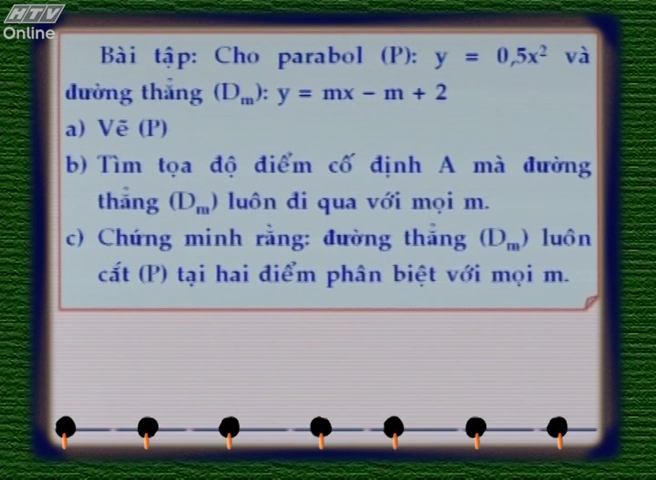 HTV
Online
Bài tập: Cho parabol (P): y = 0,5x² và
đường thẳng (Dₘ): y = mx – m + 2
a) Vẽ (P)
b) Tìm tọa độ điểm cố định A mà đường
thẳng (Dₘ) luôn đi qua với mọi m.
c) Chứng minh rằng: đường thẳng (Dₘ) luôn
cắt (P) tại hai điểm phân biệt với mọi m.